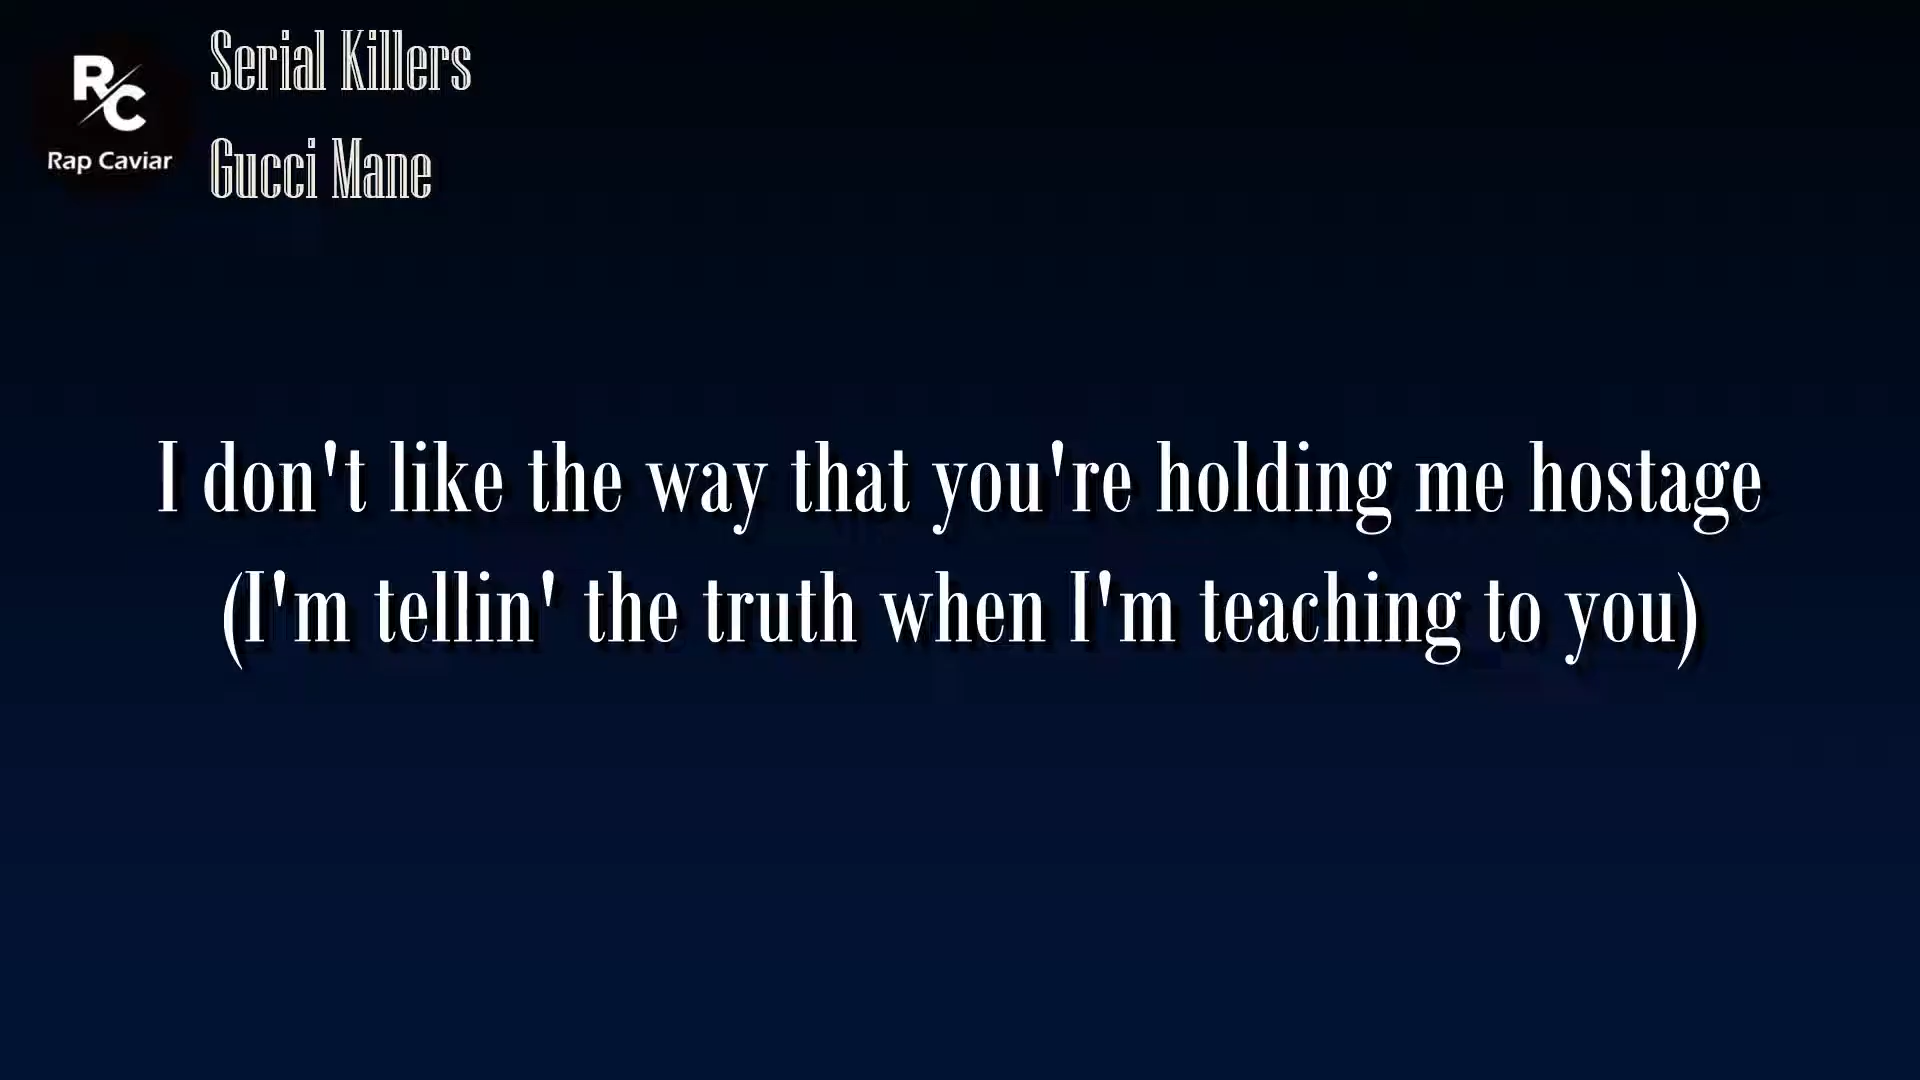 Serial Killers
R/C
Rap Caviar
Gucci Mane
I don't like the way that you're holding me hostage
(I'm tellin' the truth when I'm teaching to you)